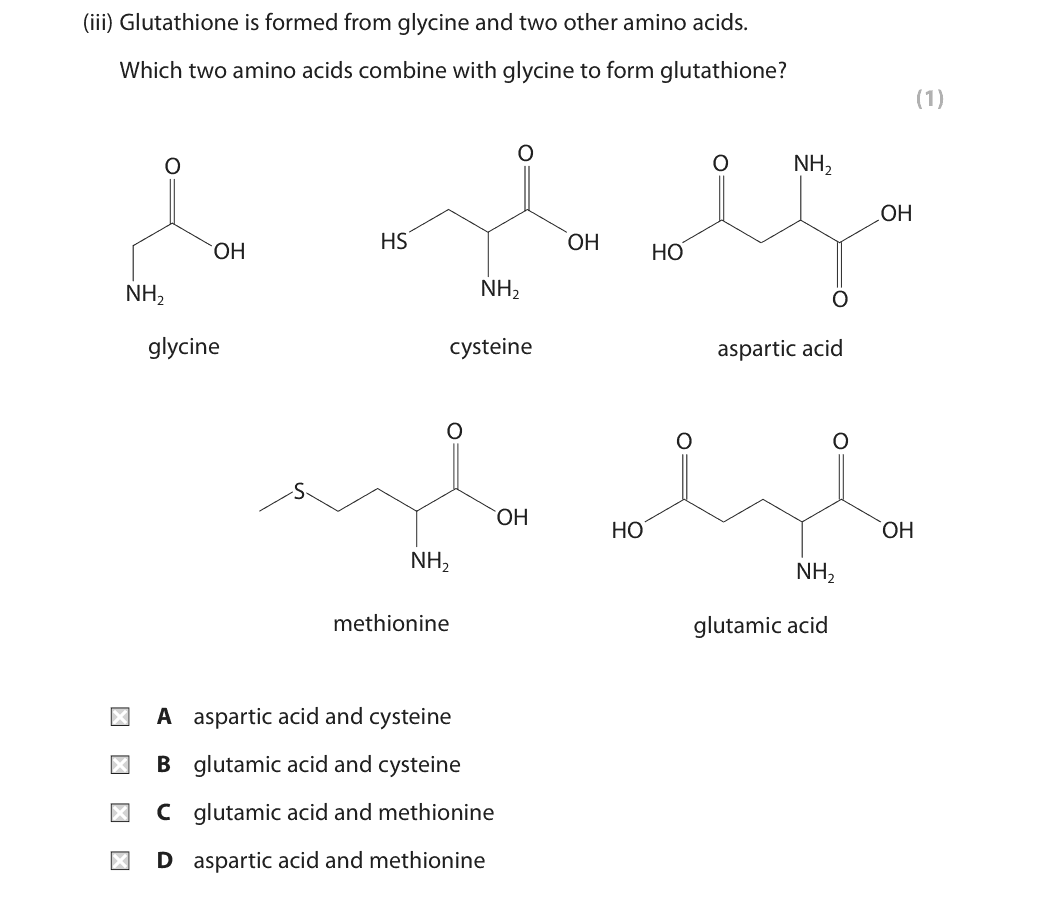 (iii) Glutathione is formed from glycine and two other amino acids.
Which two amino acids combine with glycine to form glutathione?
(1)
O
OH
NH₂
glycine
O
HS
OH
NH₂
cysteine
O
NH₂
OH
HO
O
aspartic acid
O
S
OH
NH₂
methionine
O
O
HO
OH
NH₂
glutamic acid
A aspartic acid and cysteine
B glutamic acid and cysteine
C glutamic acid and methionine
D aspartic acid and methionine